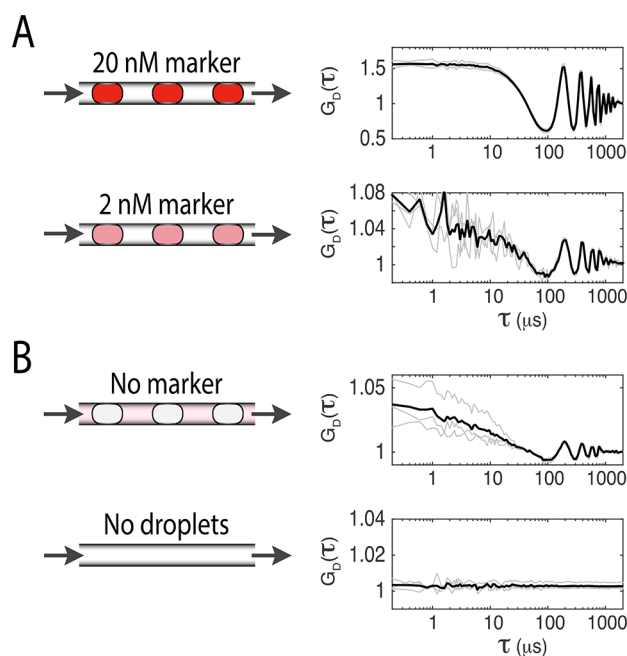 A
20 nM marker
G_D(τ)
1.5
1
0.5
1 10 100 1000
2 nM marker
G_D(τ)
1.08
1.04
1
1 10 100 1000
τ (μs)
B
No marker
G_D(τ)
1.05
1
1 10 100 1000
No droplets
G_D(τ)
1.04
1.02
1
1 10 100 1000
τ (μs)